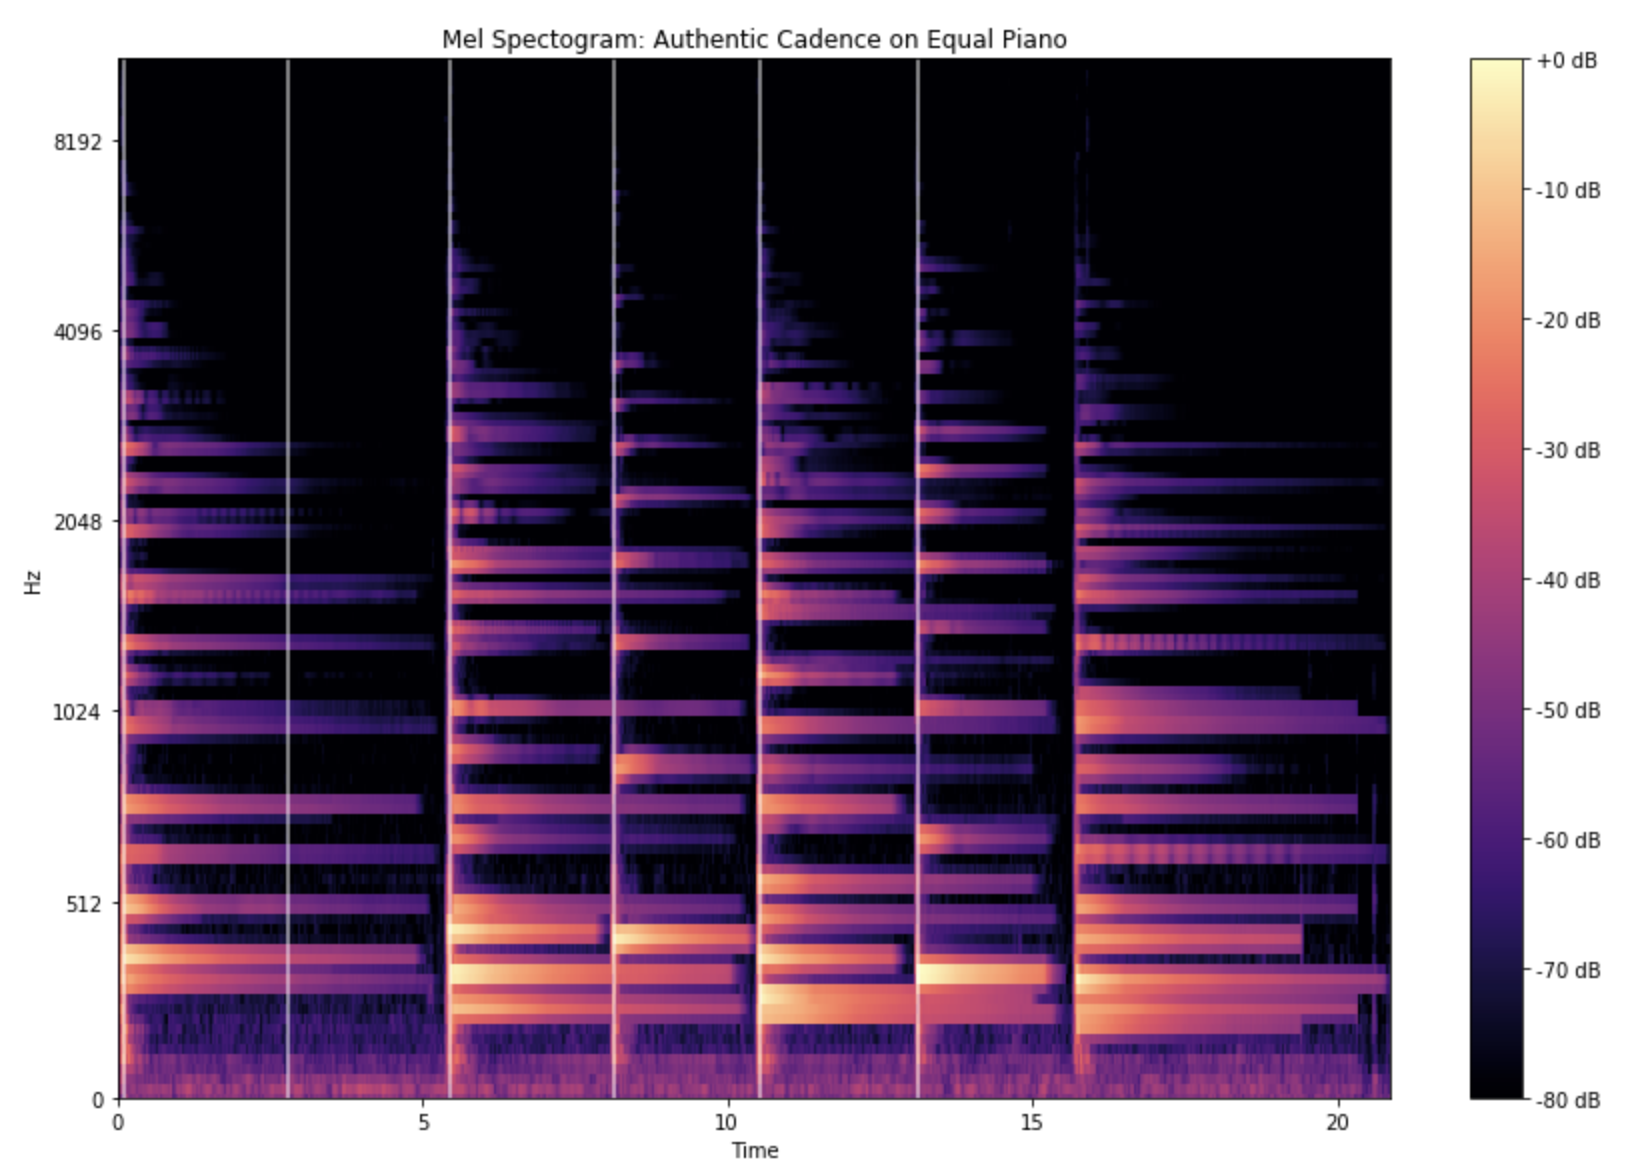 Mel Spectogram: Authentic Cadence on Equal Piano
Hz
8192
4096
2048
1024
512
0
0 5 10 15 20
Time
+0 dB
-10 dB
-20 dB
-30 dB
-40 dB
-50 dB
-60 dB
-70 dB
-80 dB